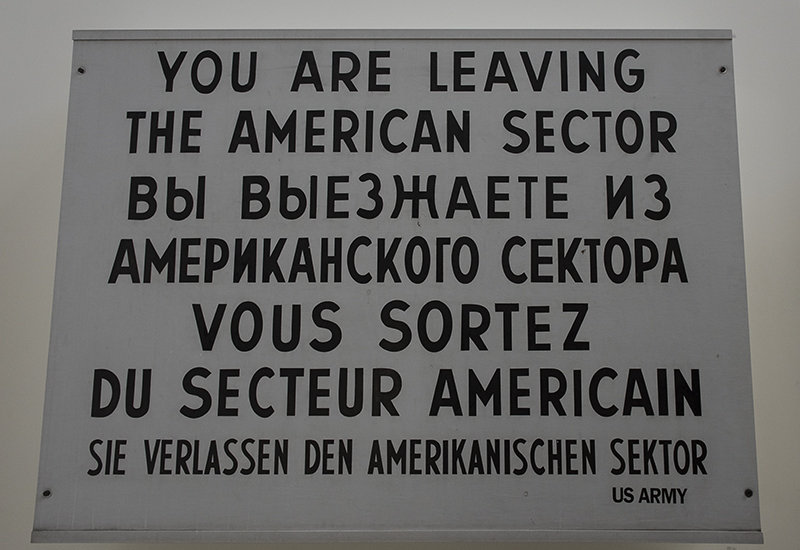 YOU ARE LEAVING
THE AMERICAN SECTOR
ВЫ ВЫЕЗЖАЕТЕ ИЗ
АМЕРИКАНСКОГО СЕКТОРА
VOUS SORTEZ
DU SECTEUR AMERICAIN
SIE VERLASSEN DEN AMERIKANISCHEN SEKTOR
US ARMY